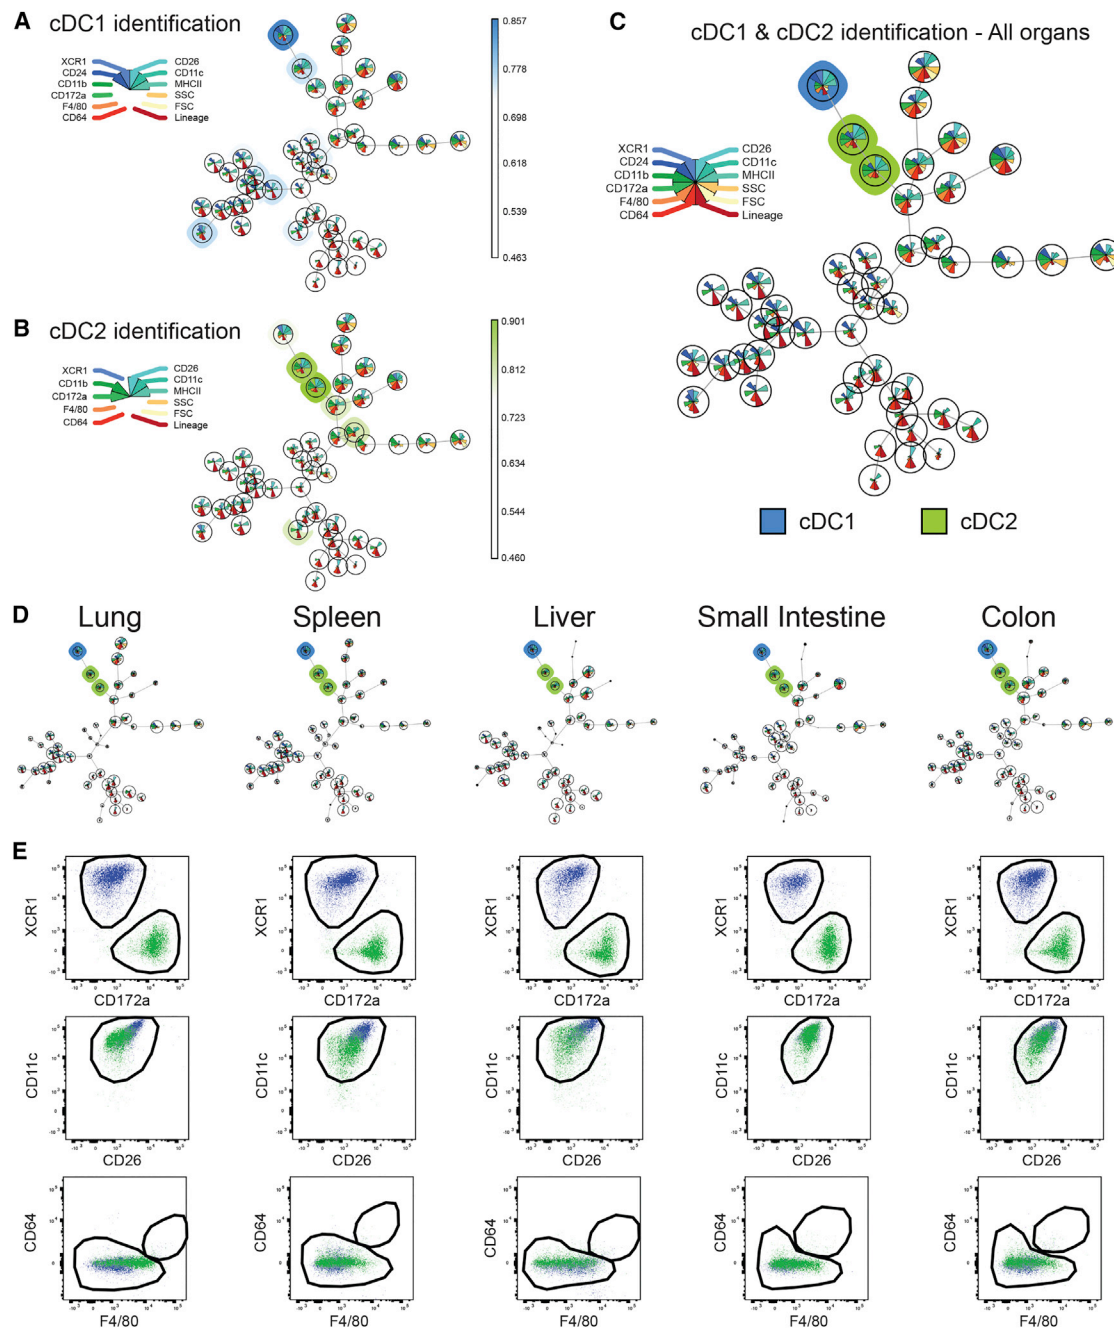 A
cDC1 identification
XCR1
CD24
CD11b
CD172a
F4/80
CD64
CD26
CD11c
MHCII
SSC
FSC
Lineage
0.857
0.778
0.698
0.618
0.539
0.463
B
cDC2 identification
XCR1
CD11b
CD172a
F4/80
CD64
CD26
CD11c
MHCII
SSC
FSC
Lineage
0.901
0.812
0.723
0.634
0.544
0.460
C
cDC1 & cDC2 identification - All organs
XCR1
CD24
CD11b
CD172a
F4/80
CD64
CD26
CD11c
MHCII
SSC
FSC
Lineage
cDC1
cDC2
D
Lung
Spleen
Liver
Small Intestine
Colon
E
XCR1
CD172a
XCR1
CD172a
XCR1
CD172a
XCR1
CD172a
XCR1
CD172a
CD11c
CD26
CD11c
CD26
CD11c
CD26
CD11c
CD26
CD11c
CD26
CD64
F4/80
CD64
F4/80
CD64
F4/80
CD64
F4/80
CD64
F4/80